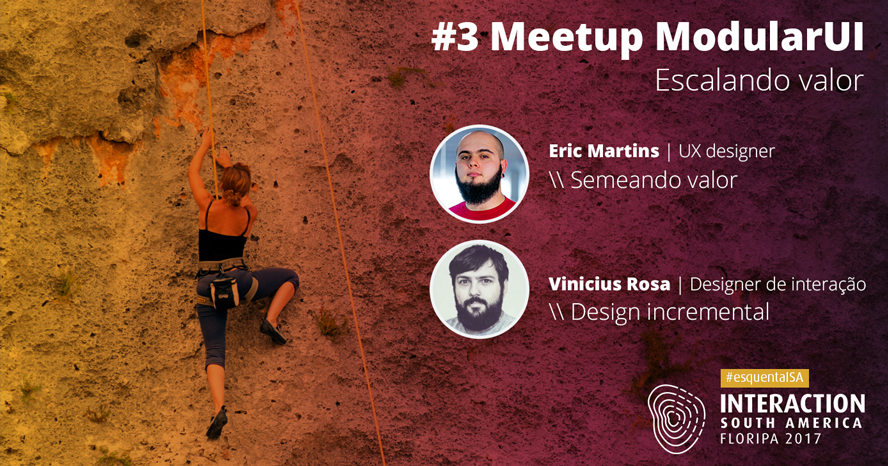 #3 Meetup ModularUI
Escalando valor
Eric Martins | UX designer
\\ Semeando valor
Vinicius Rosa | Designer de interação
\\ Design incremental
#esquentaISA
INTERACTION
SOUTH AMERICA
FLORIPA 2017